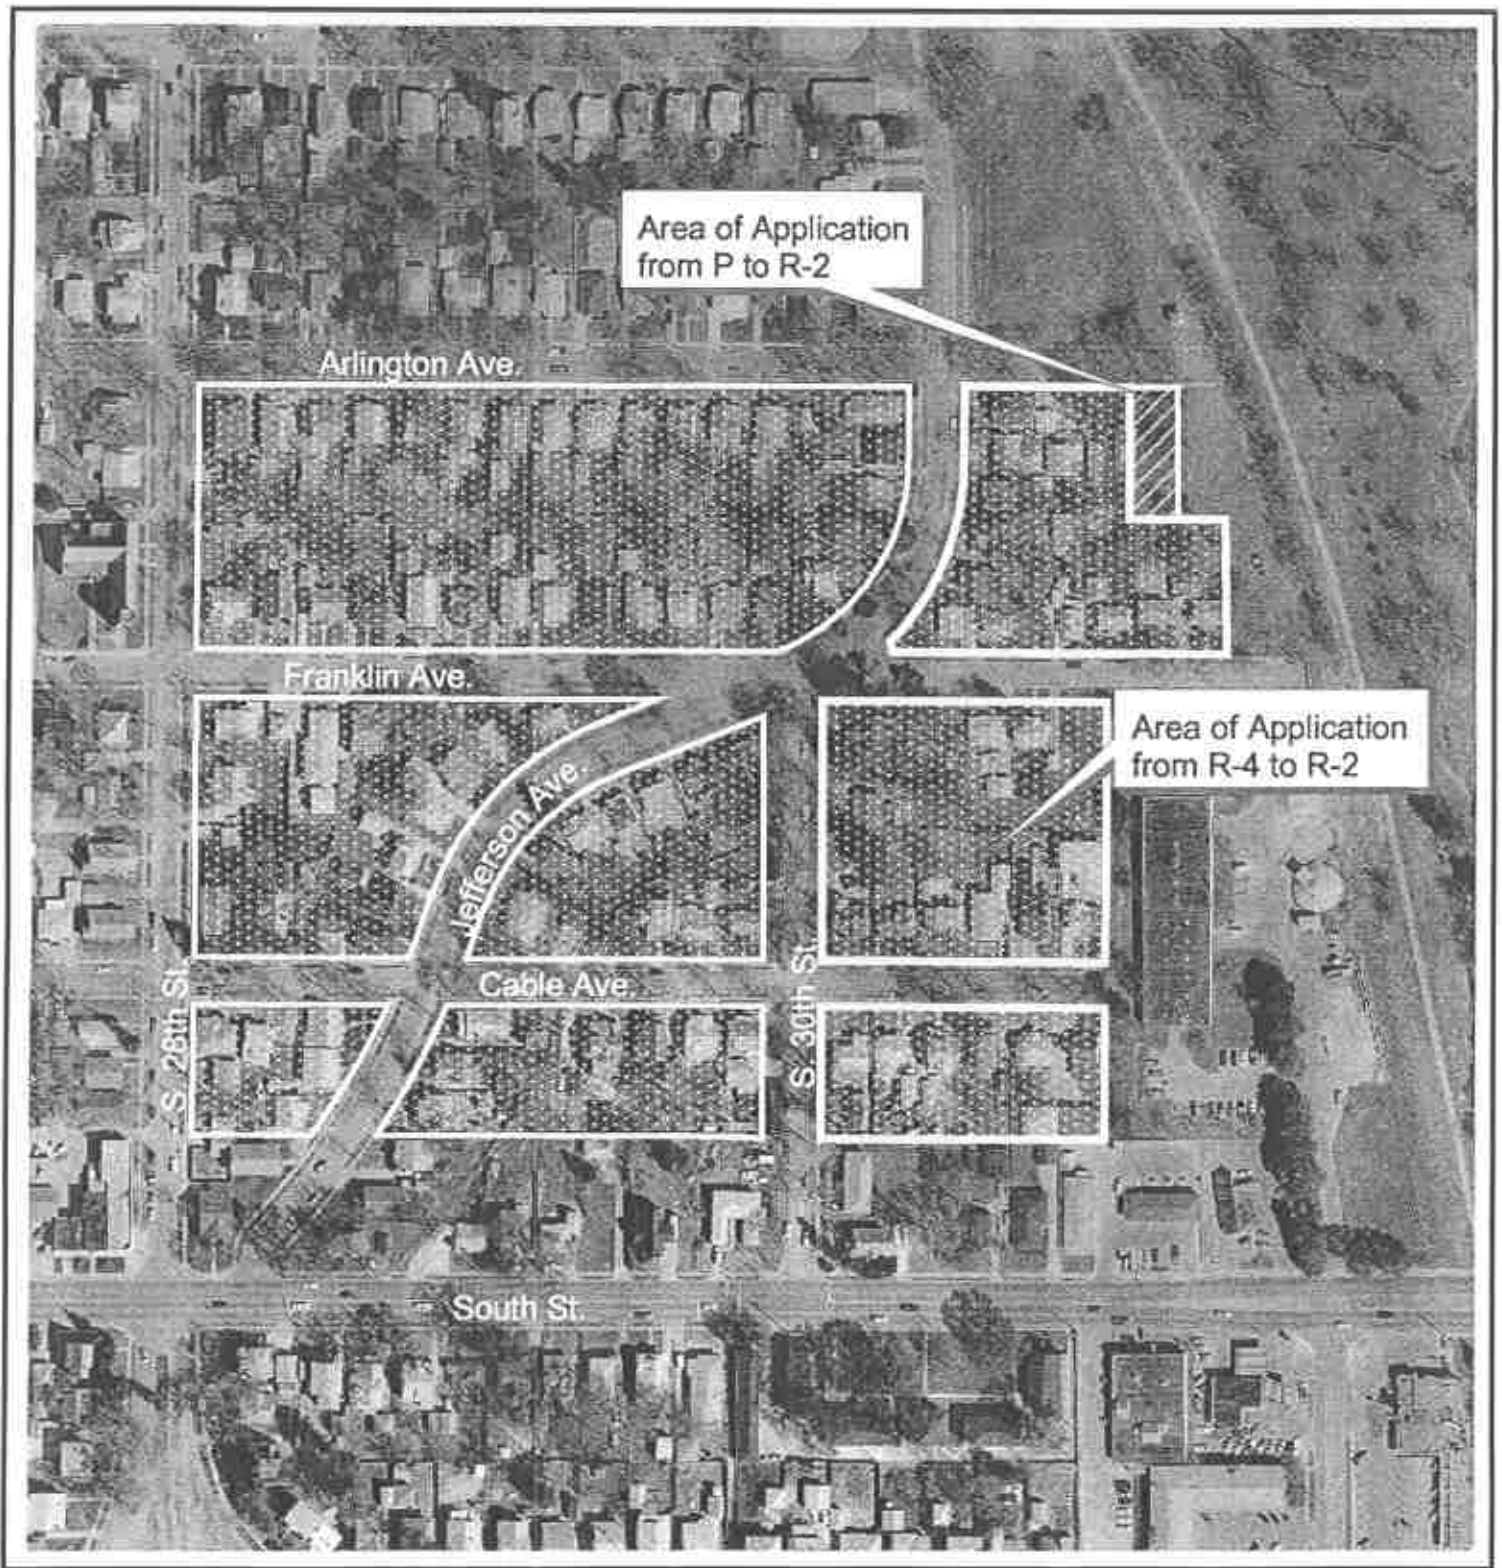 Area of Application
from P to R-2
Arlington Ave.
Franklin Ave.
Area of Application
from R-4 to R-2
Jefferson Ave.
Cable Ave.
S. 28th St.
S. 30th St.
South St.